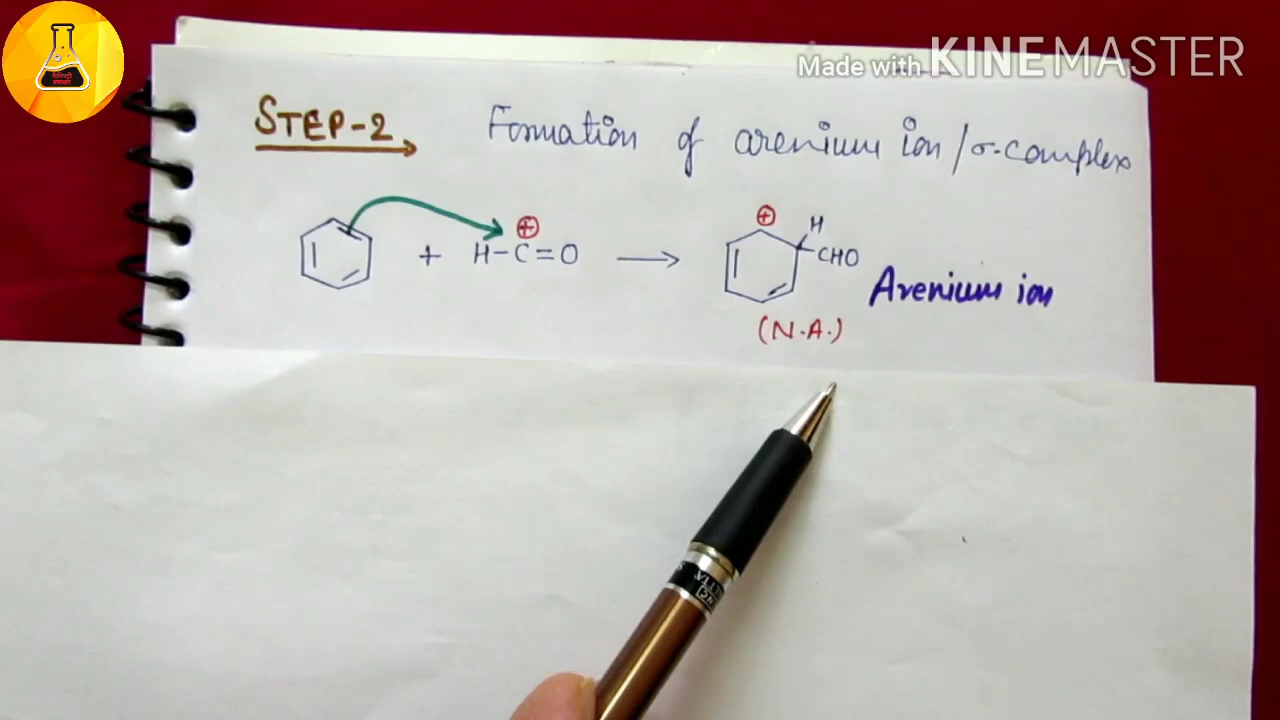 Made with KINEMASTER
STEP-2 Formation of arenium ion/σ-complex
+ H-C=O → H
⊕ ⊕ CHO
Arenium ion
(N.A.)